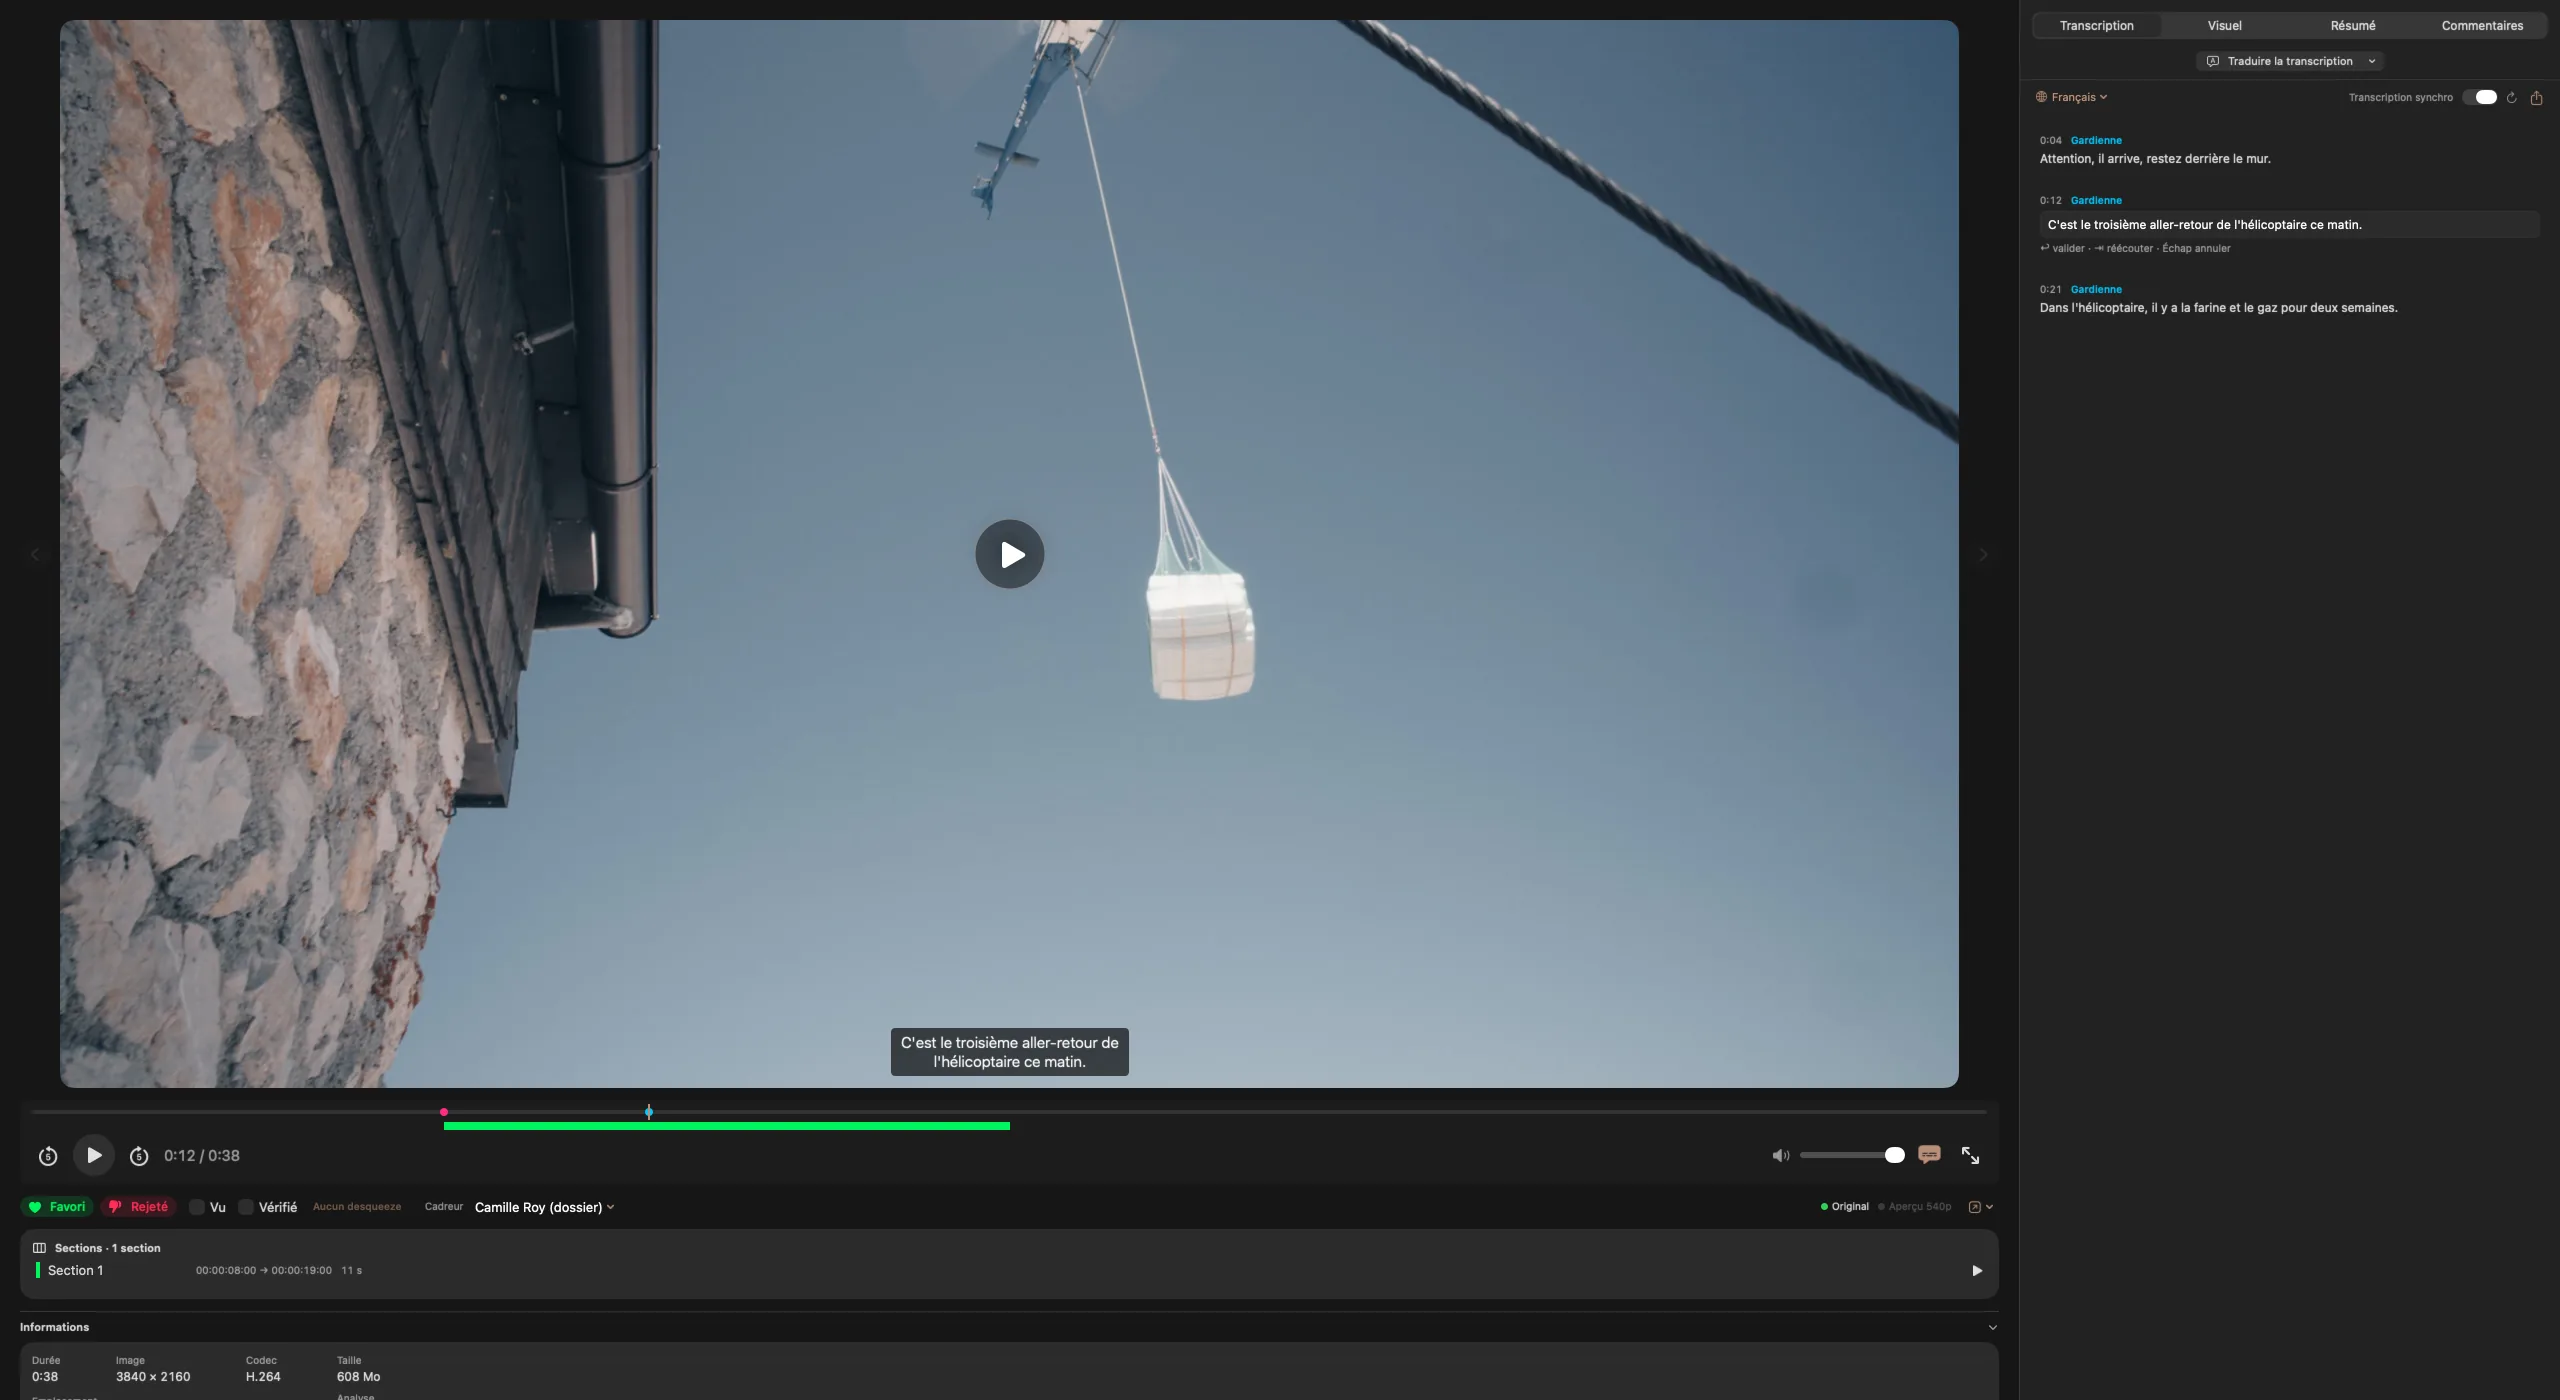 Transcription
Visuel
Résumé
Commentaires
Traduire la transcription
Français
Transcription synchro
0:04 Gardienne
Attention, il arrive, restez derrière le mur.
0:12 Gardienne
C'est le troisième aller-retour de l'hélicoptaire ce matin.
↩ valider · ⇥ réécouter · Échap annuler
0:21 Gardienne
Dans l'hélicoptaire, il y a la farine et le gaz pour deux semaines.
C'est le troisième aller-retour de
l'hélicoptaire ce matin.
5
5
0:12 / 0:38
Favori
Rejeté
Vu
Vérifié
Aucun desqueeze
Cadreur
Camille Roy (dossier)
Original
Aperçu 540p
Sections · 1 section
Section 1
00:00:08:00 → 00:00:19:00 11 s
Informations
Durée
Image
Codec
Taille
0:38
3840 × 2160
H.264
608 Mo
Analyse